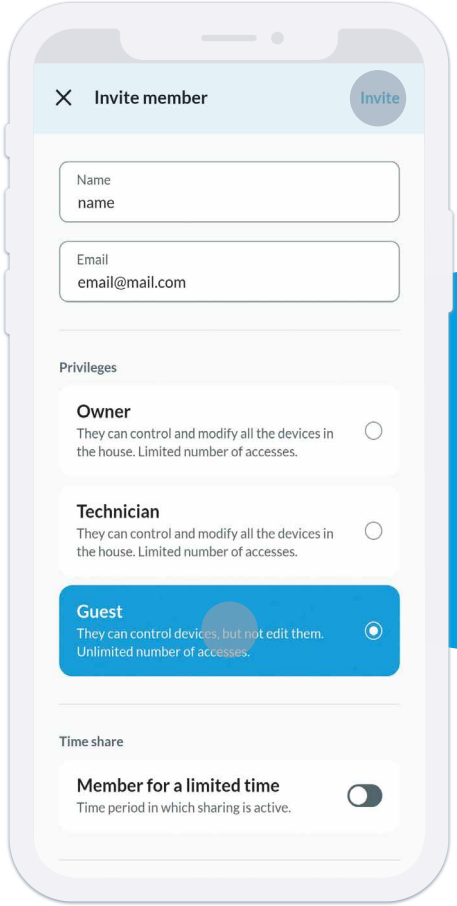 Invite member
Invite
Name
name
Email
email@mail.com
Privileges
Owner
They can control and modify all the devices in
the house. Limited number of accesses.
Technician
They can control and modify all the devices in
the house. Limited number of accesses.
Guest
They can control devices, but not edit them.
Unlimited number of accesses.
Time share
Member for a limited time
Time period in which sharing is active.